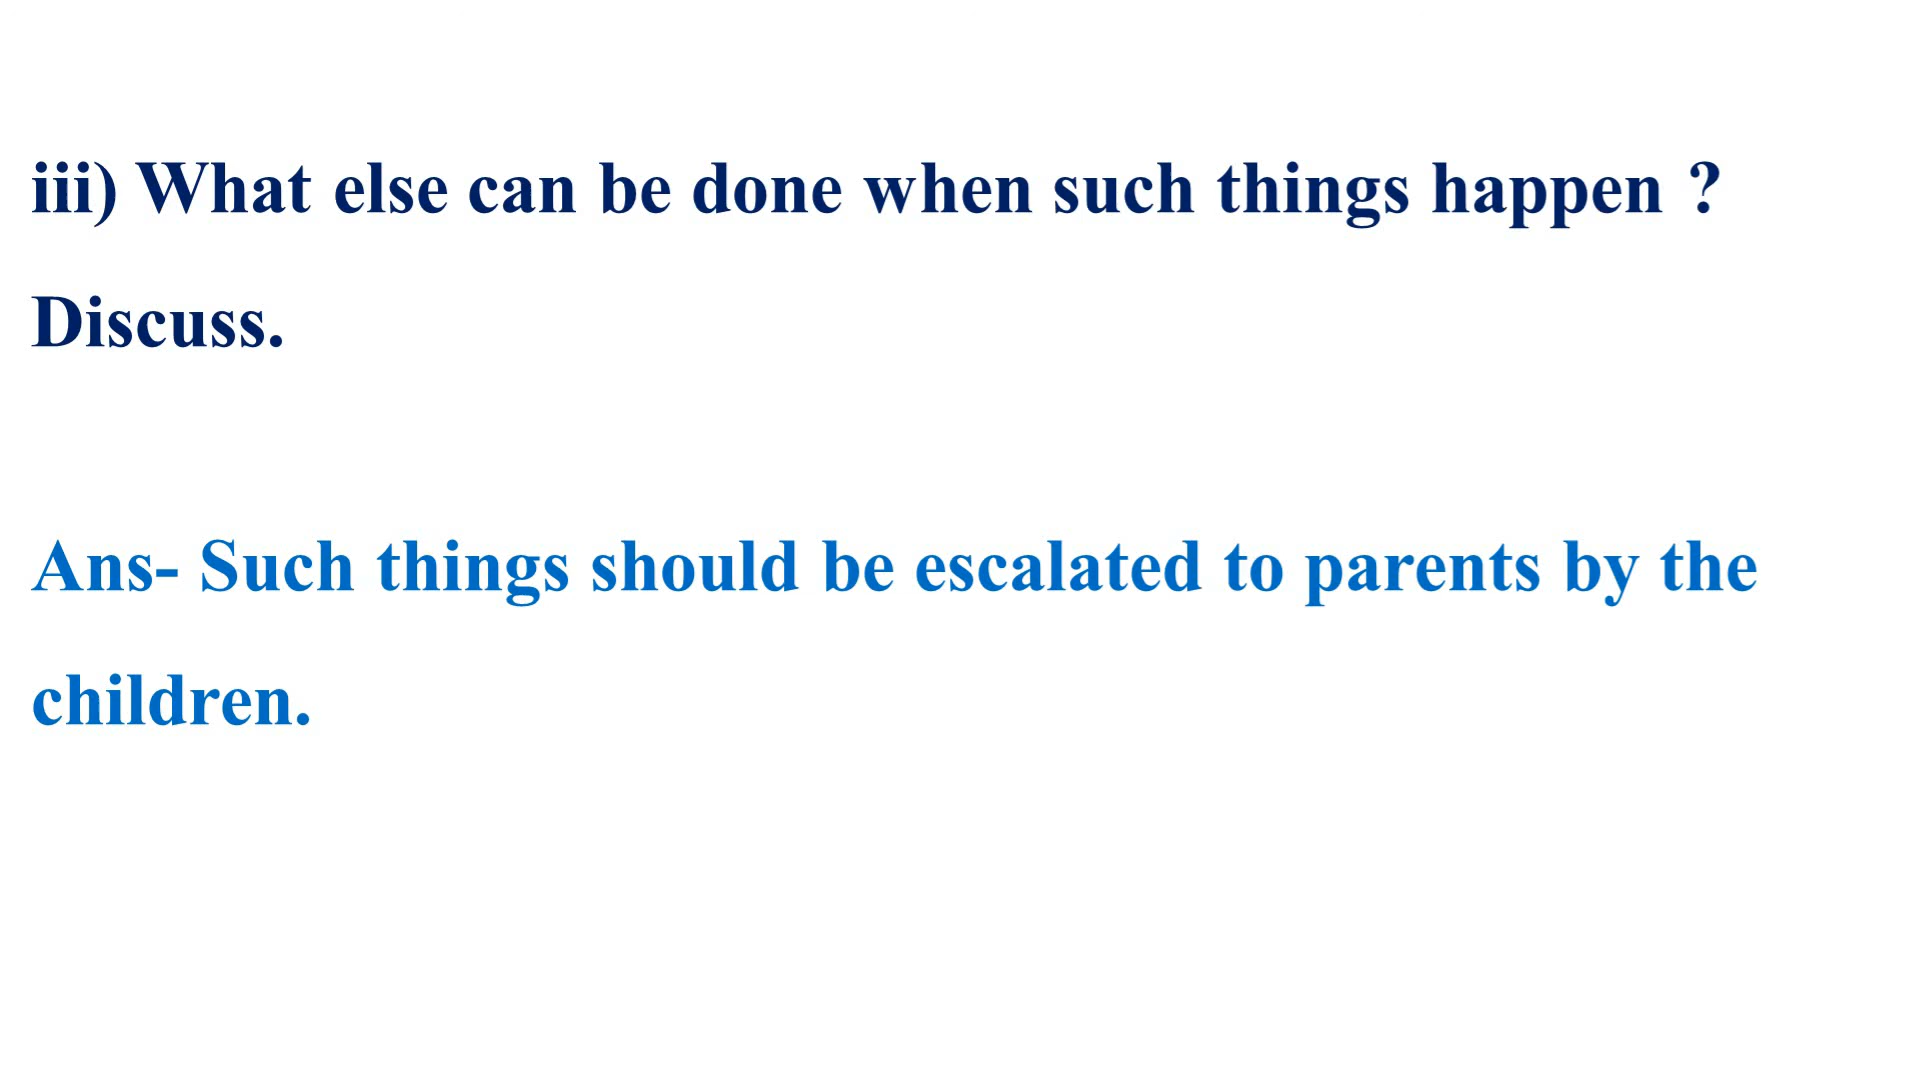 iii) What else can be done when such things happen ?
Discuss.
Ans- Such things should be escalated to parents by the
children.